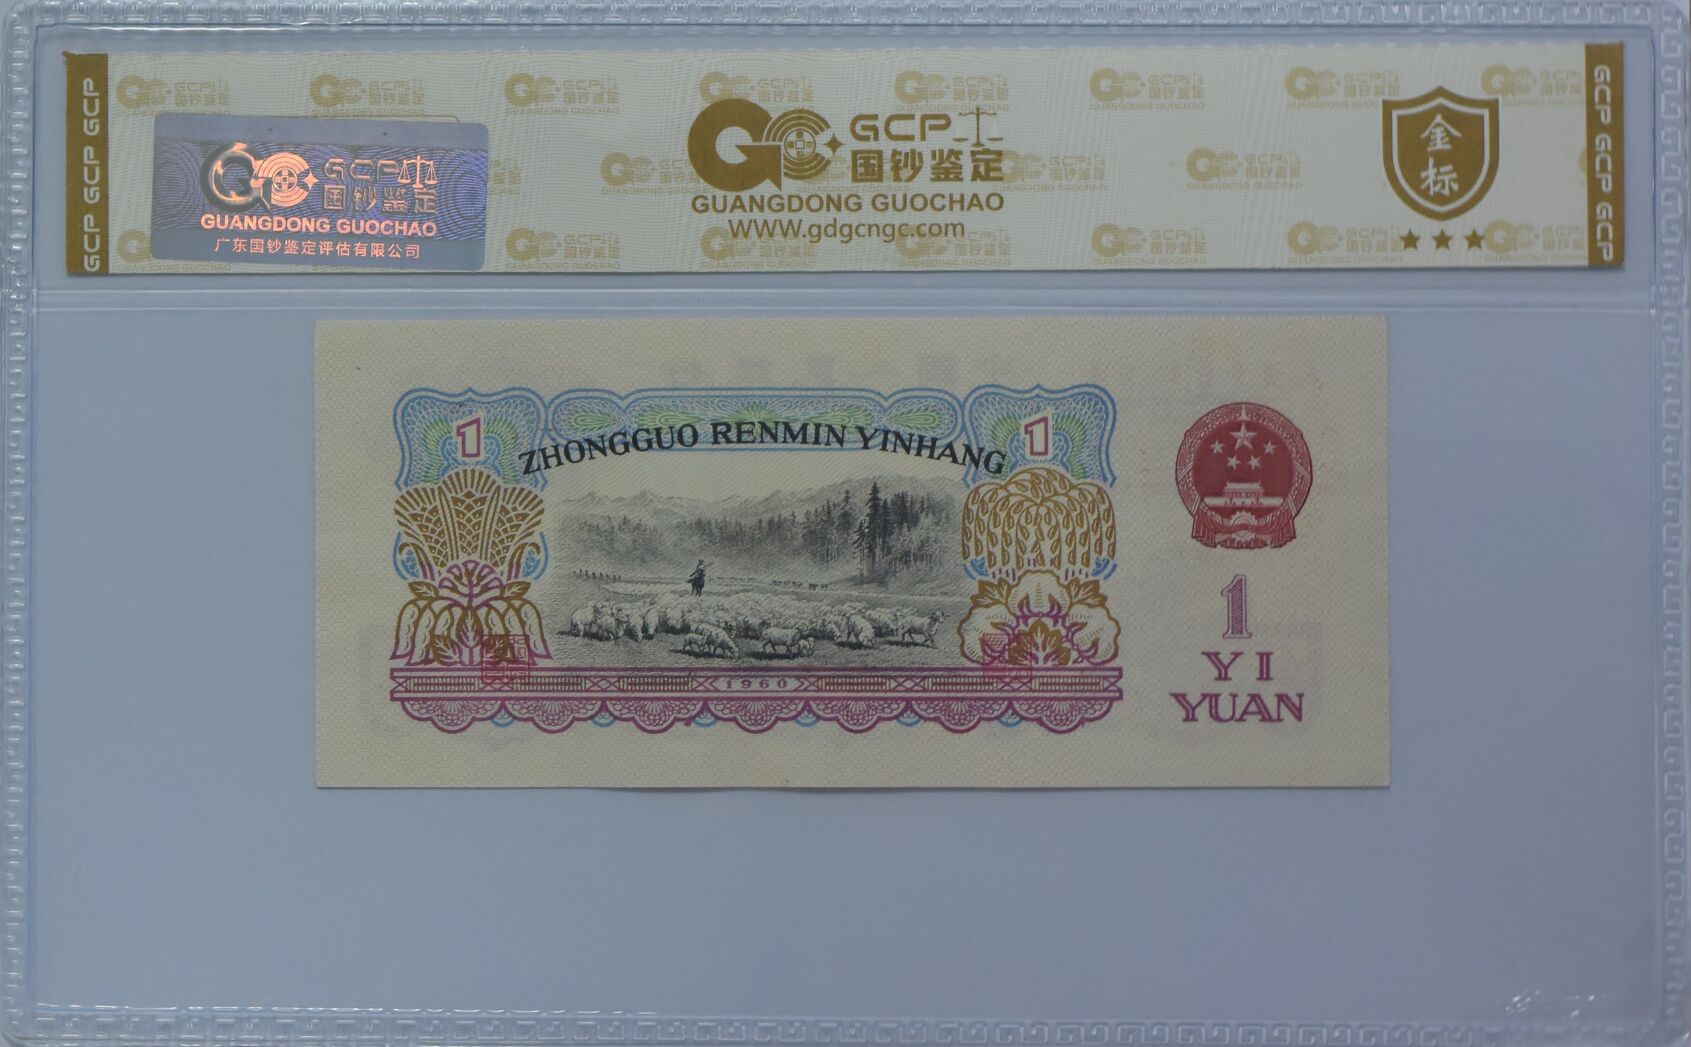 GCP GCP GCP
GCP
国钞鉴定
GUANGDONG GUOCHAO
广东国钞鉴定评估有限公司
GCP
国钞鉴定
GUANGDONG GUOCHAO
WWW.gdgcngc.com
金标
GCP GCP GCP
1
ZHONGGUO RENMIN YINHANG
1
1960
1
YI
YUAN